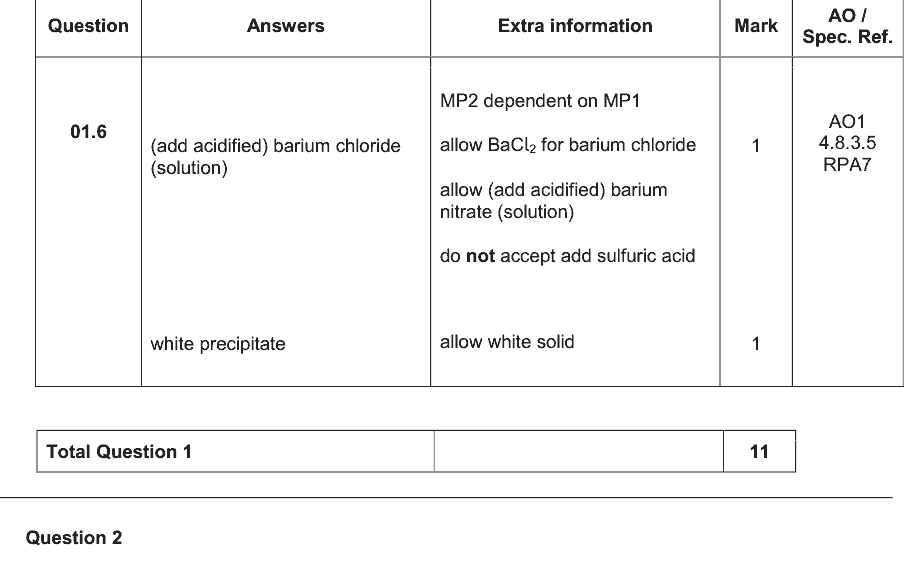 Question Answers Extra information Mark AO /
Spec. Ref.
MP2 dependent on MP1
01.6 (add acidified) barium chloride
(solution)
allow BaCl₂ for barium chloride
allow (add acidified) barium
nitrate (solution)
do not accept add sulfuric acid
1
AO1
4.8.3.5
RPA7
white precipitate allow white solid 1
Total Question 1 11
Question 2